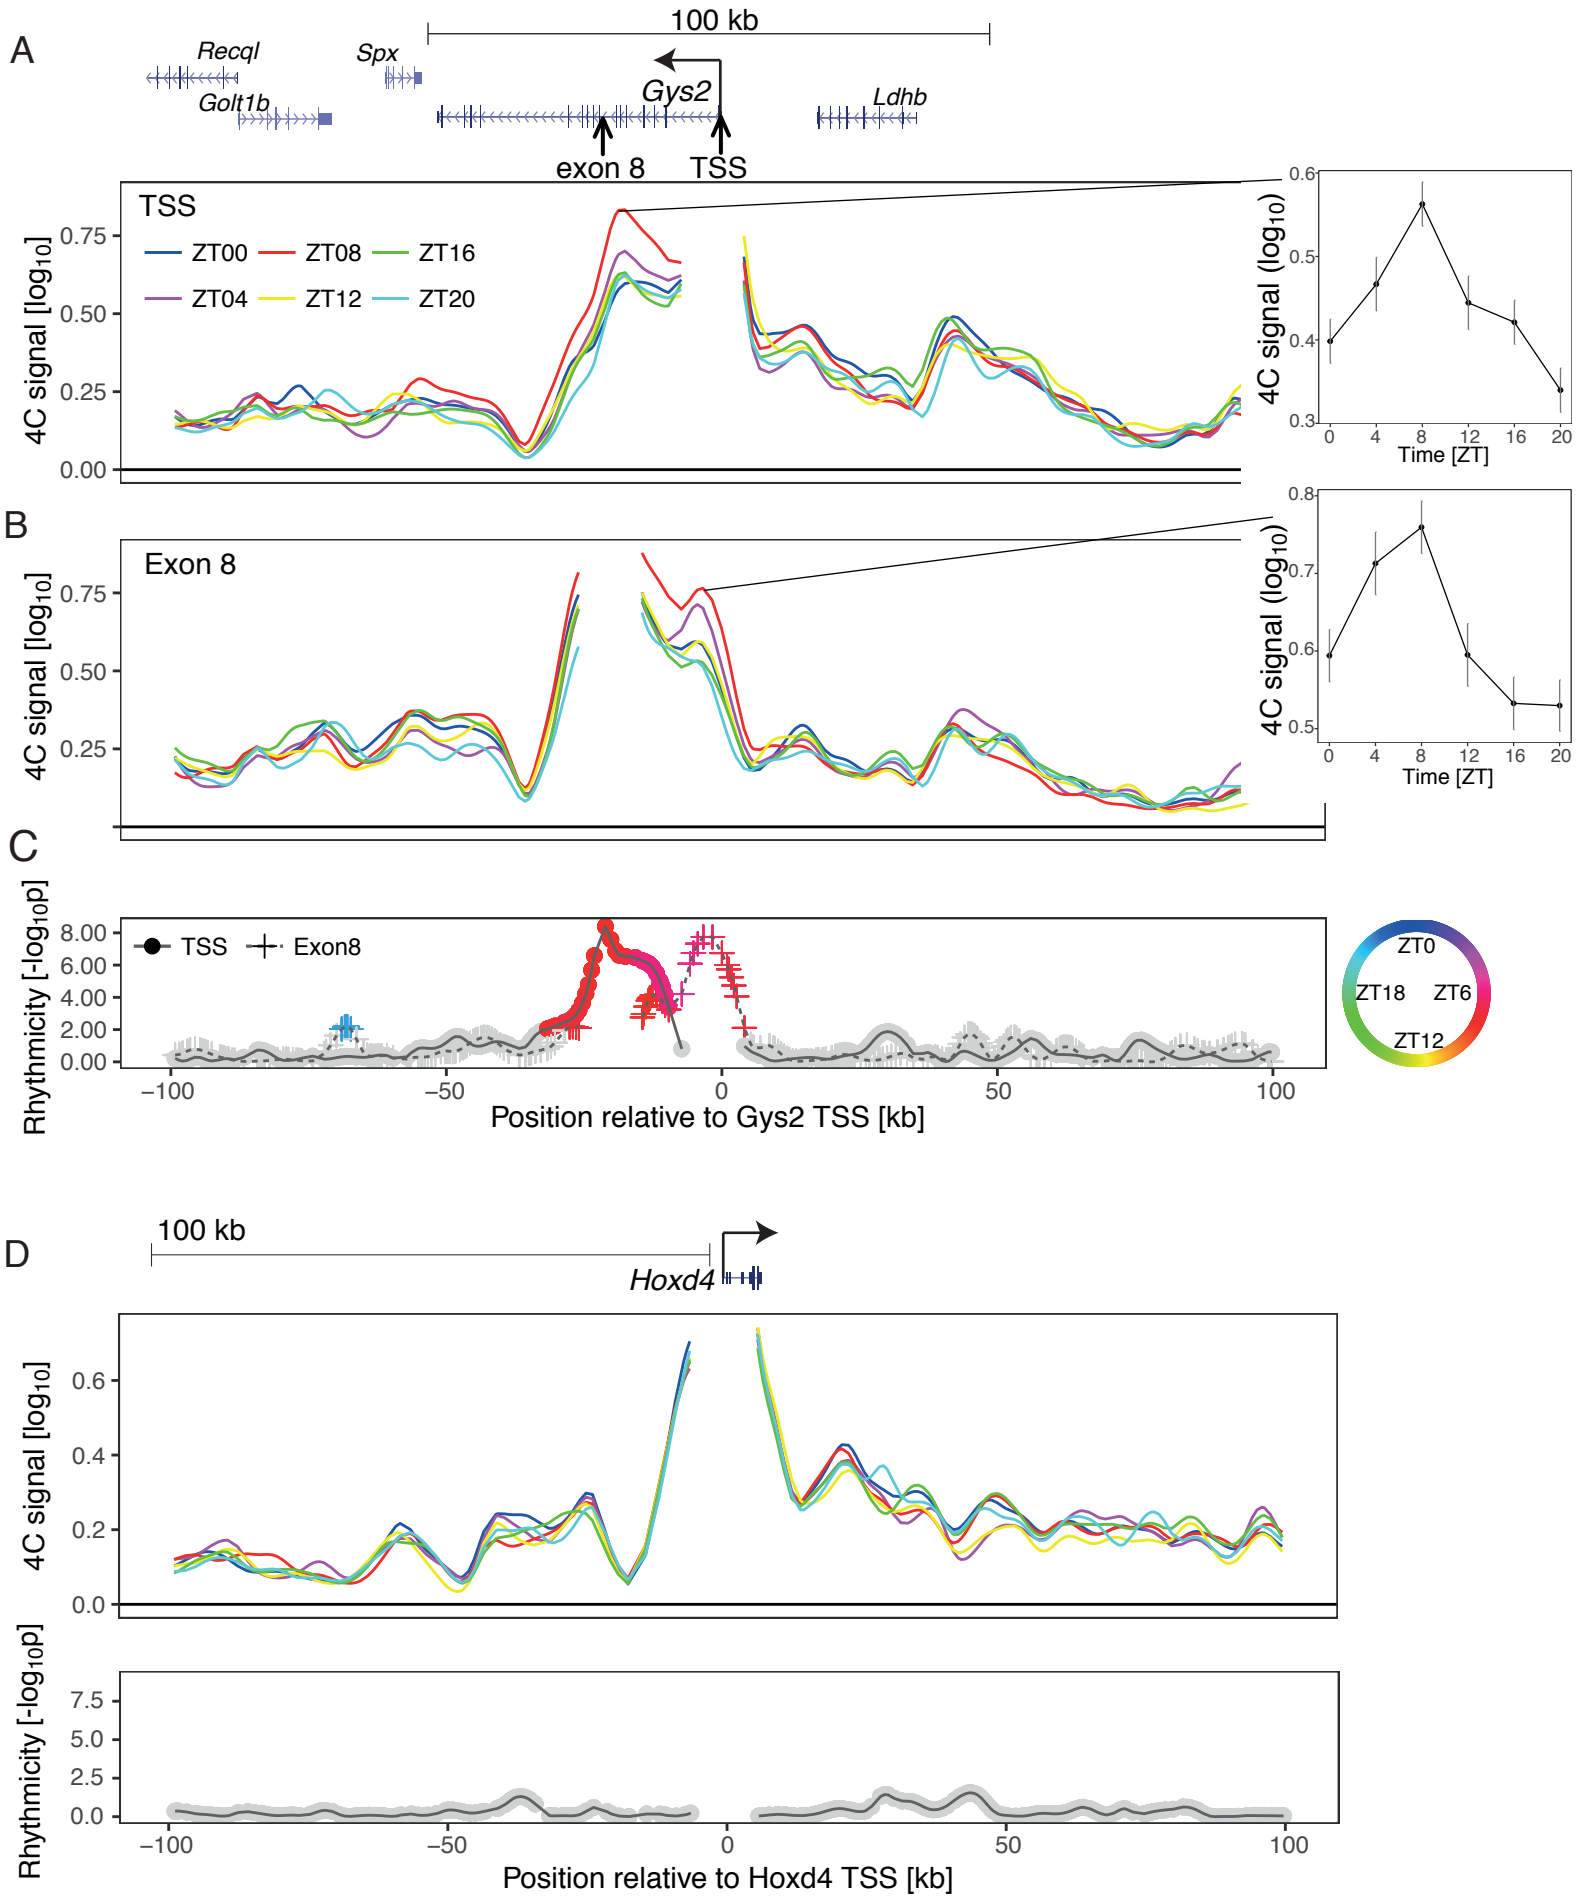 A
100 kb
Recql
Spx
Golt1b
Gys2
Ldhb
exon 8
TSS
TSS
ZT00
ZT08
ZT16
ZT04
ZT12
ZT20
4C signal [log10]
0.75
0.50
0.25
0.00
4C signal (log10)
0.6
0.5
0.4
0.3
0 4 8 12 16 20
Time [ZT]
B
Exon 8
4C signal [log10]
0.75
0.50
0.25
4C signal (log10)
0.8
0.7
0.6
0.5
0 4 8 12 16 20
Time [ZT]
C
Rhythmicity [-log10p]
8.00
6.00
4.00
2.00
0.00
TSS
Exon8
−100 −50 0 50 100
Position relative to Gys2 TSS [kb]
ZT0
ZT18 ZT6
ZT12
D
100 kb
Hoxd4
4C signal [log10]
0.6
0.4
0.2
0.0
Rhythmicity [-log10p]
7.5
5.0
2.5
0.0
−100 −50 0 50 100
Position relative to Hoxd4 TSS [kb]